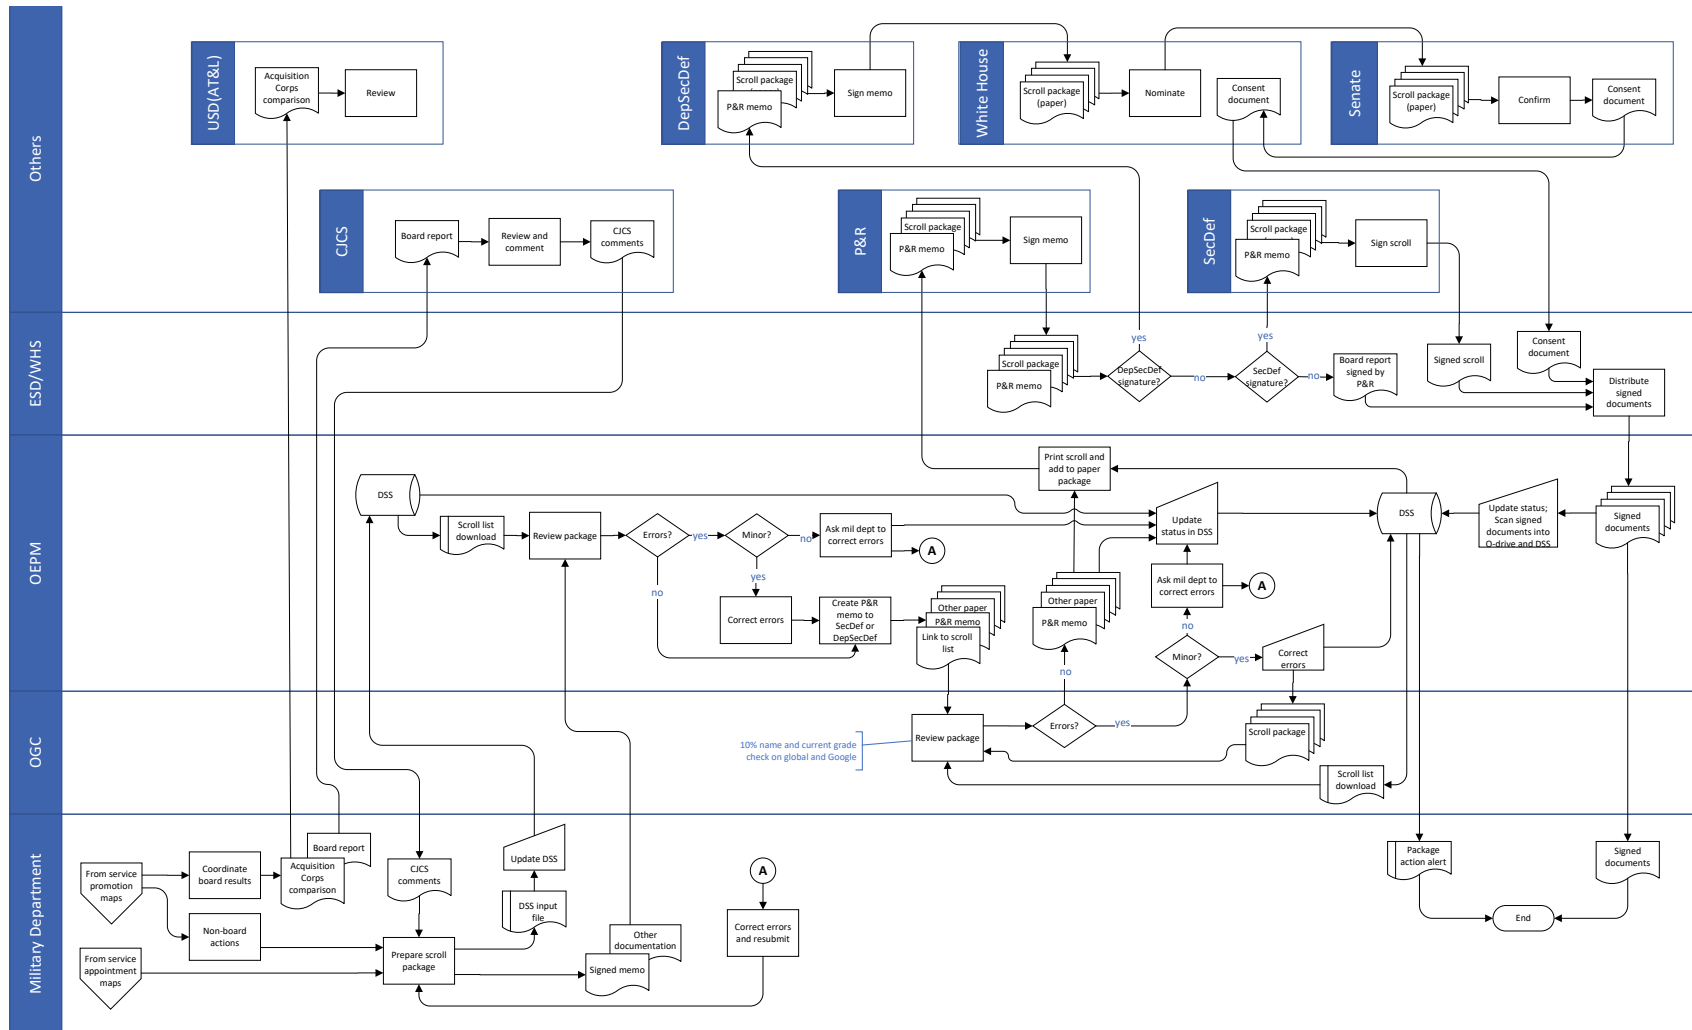 Others
USD(AT&L)
Acquisition
Corps
comparison
Review
DepSecDef
Scroll package
P&R memo
Sign memo
White House
Scroll package
(paper)
Nominate
Consent
document
Senate
Scroll package
(paper)
Confirm
Consent
document
CJCS
Board report
Review and
comment
CJCS
comments
P&R
Scroll package
P&R memo
Sign memo
SecDef
Scroll package
P&R memo
Sign scroll
ESD/WHS
Scroll package
P&R memo
DepSecDef
signature?
yes
no
SecDef
signature?
yes
no
Board report
signed by
P&R
Signed scroll
Consent
document
Distribute
signed
documents
OEPM
DSS
Scroll list
download
Review package
Errors?
yes
no
Minor?
no
yes
Ask mil dept to
correct errors
A
Correct errors
Create P&R
memo to
SecDef or
DepSecDef
Other paper
P&R memo
Link to scroll
list
Print scroll and
add to paper
package
Other paper
P&R memo
Update
status in DSS
Ask mil dept to
correct errors
A
no
Minor?
yes
Correct
errors
DSS
Update status;
Scan signed
documents into
O-drive and DSS
Signed
documents
no
OGC
10% name and current grade
check on global and Google
Review package
Errors?
yes
Scroll package
Scroll list
download
Military Department
From service
promotion
maps
Coordinate
board results
Board report
Acquisition
Corps
comparison
Non-board
actions
From service
appointment
maps
CJCS
comments
Prepare scroll
package
Update DSS
DSS input
file
Other
documentation
Signed memo
A
Correct errors
and resubmit
Package
action alert
Signed
documents
End